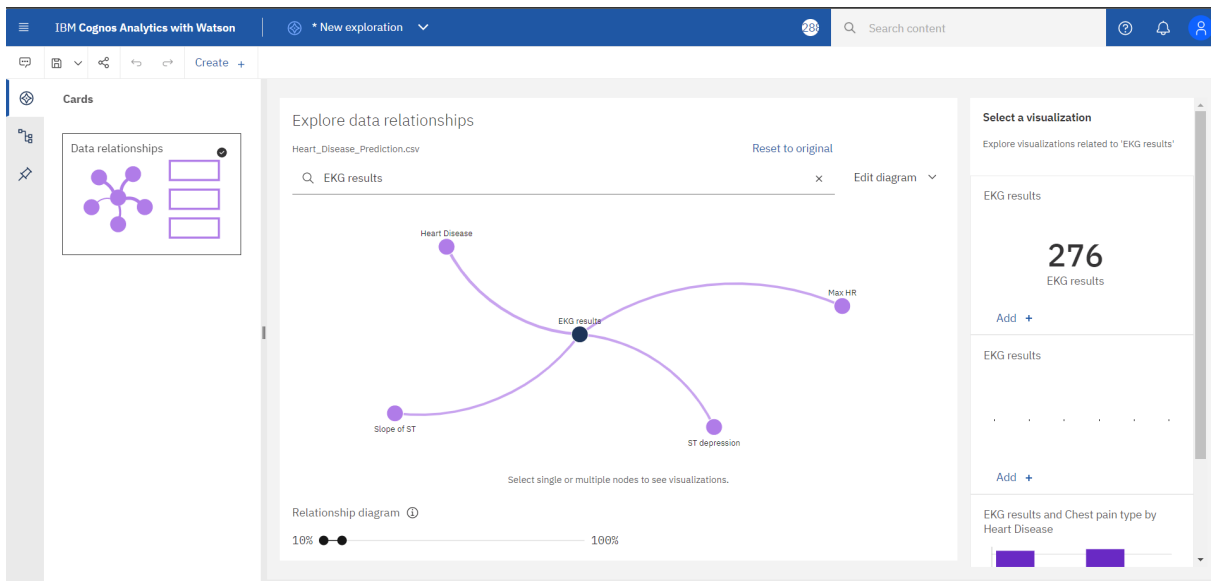 IBM Cognos Analytics with Watson
* New exploration
288
Search content
Create +
Cards
Data relationships
Explore data relationships
Heart_Disease_Prediction.csv
Reset to original
EKG results
Edit diagram
Heart Disease
Max HR
EKG results
Slope of ST
ST depression
Select single or multiple nodes to see visualizations.
Relationship diagram
10%
100%
Select a visualization
Explore visualizations related to 'EKG results'
EKG results
276
EKG results
Add +
EKG results
Add +
EKG results and Chest pain type by
Heart Disease